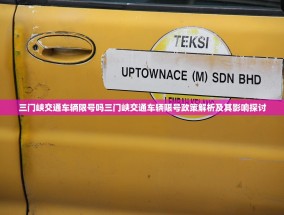 TEKSI
UPTOWNACE (M) SDN BHD
三门峡交通车辆限号吗三门峡交通车辆限号政策解析及其影响探讨